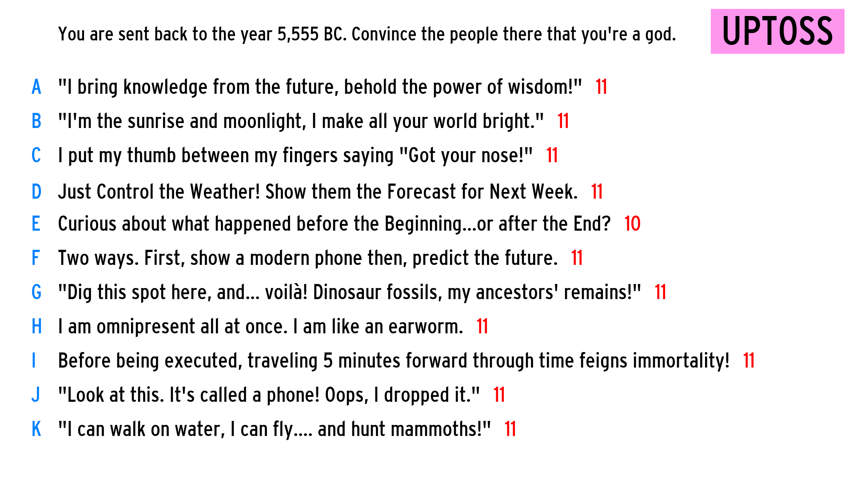 You are sent back to the year 5,555 BC. Convince the people there that you're a god.
UPTOSS
A "I bring knowledge from the future, behold the power of wisdom!" 11
B "I'm the sunrise and moonlight, I make all your world bright." 11
C I put my thumb between my fingers saying "Got your nose!" 11
D Just Control the Weather! Show them the Forecast for Next Week. 11
E Curious about what happened before the Beginning...or after the End? 10
F Two ways. First, show a modern phone then, predict the future. 11
G "Dig this spot here, and... voilà! Dinosaur fossils, my ancestors' remains!" 11
H I am omnipresent all at once. I am like an earworm. 11
I Before being executed, traveling 5 minutes forward through time feigns immortality! 11
J "Look at this. It's called a phone! Oops, I dropped it." 11
K "I can walk on water, I can fly.... and hunt mammoths!" 11